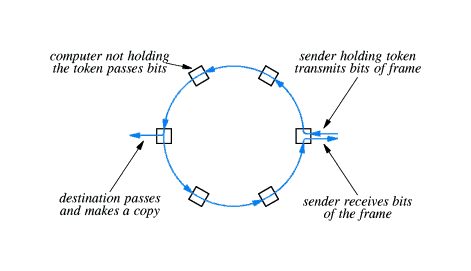 computer not holding
the token passes bits
sender holding token
transmits bits of frame
destination passes
and makes a copy
sender receives bits
of the frame